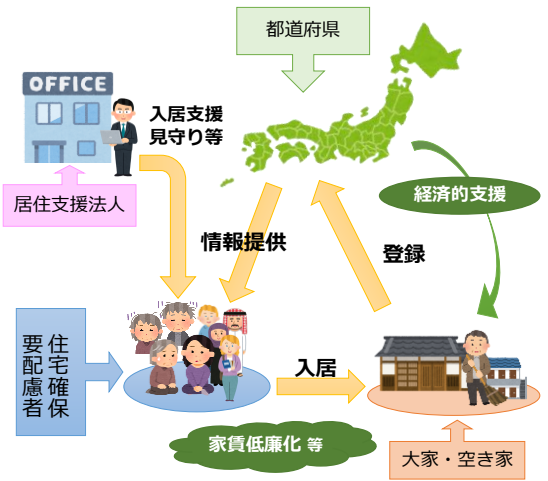 都道府県
OFFICE
入居支援
見守り等
居住支援法人
経済的支援
情報提供
登録
住宅確保
要配慮者
入居
家賃低廉化 等
大家・空き家